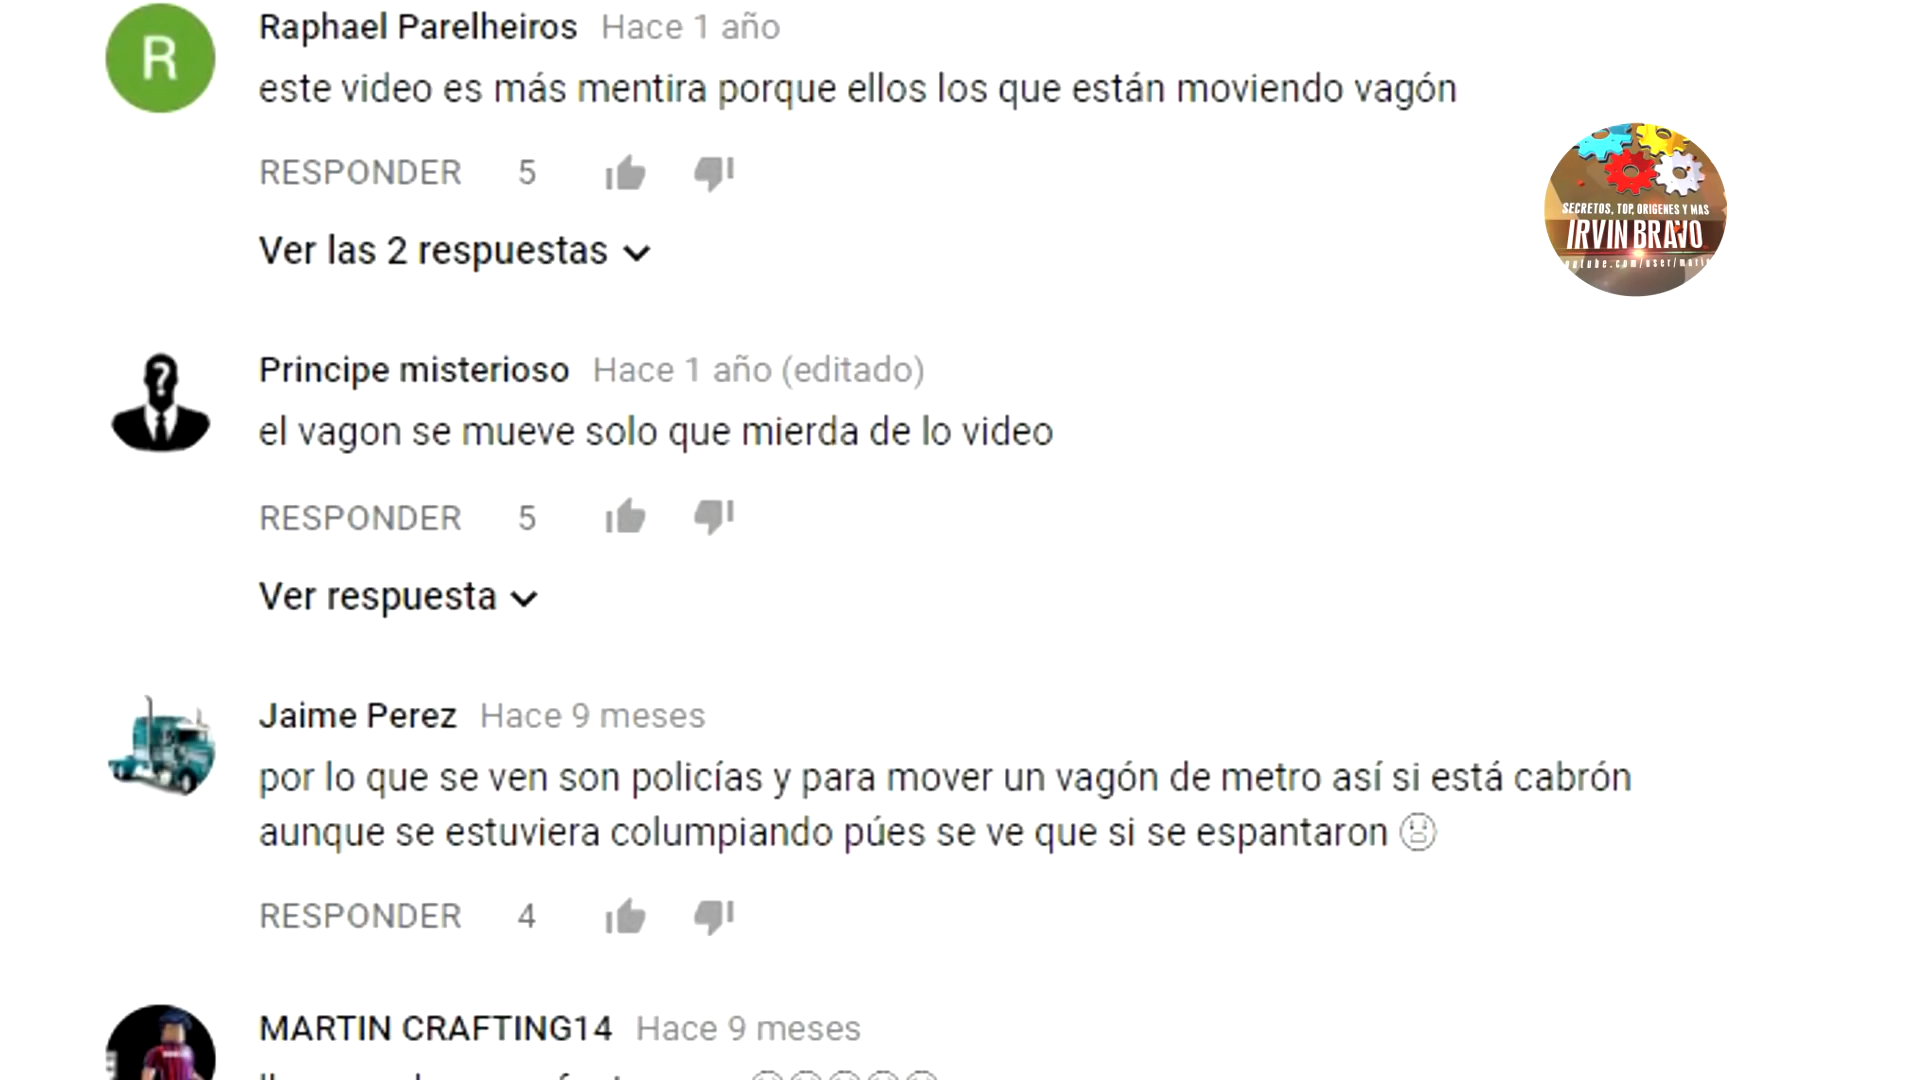 R
Raphael Parelheiros Hace 1 año
este video es más mentira porque ellos los que están moviendo vagón
RESPONDER 5
Ver las 2 respuestas
SECRETOS, TOP, ORIGENES Y MAS
IRVIN BRAVO
Principe misterioso Hace 1 año (editado)
el vagon se mueve solo que mierda de lo video
RESPONDER 5
Ver respuesta
Jaime Perez Hace 9 meses
por lo que se ven son policías y para mover un vagón de metro así si está cabrón
aunque se estuviera columpiando púes se ve que si se espantaron
RESPONDER 4
MARTIN CRAFTING14 Hace 9 meses